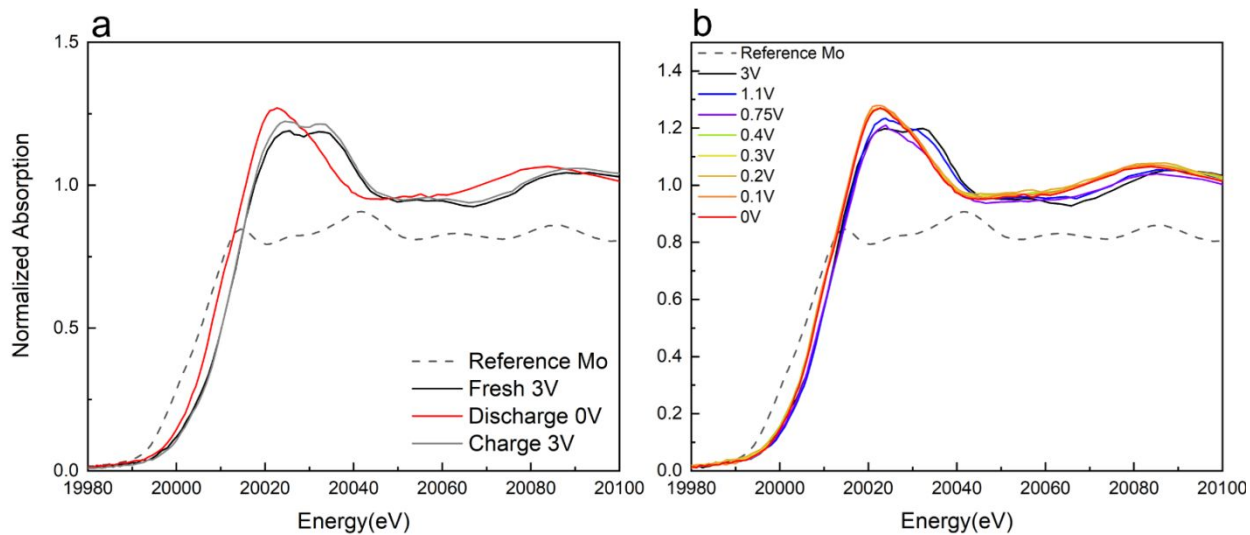 a
1.5
1.0
0.5
0.0
Normalized Absorption
Reference Mo
Fresh 3V
Discharge 0V
Charge 3V
19980 20000 20020 20040 20060 20080 20100
Energy(eV)
b
Reference Mo
3V
1.1V
0.75V
0.4V
0.3V
0.2V
0.1V
0V
1.4
1.2
1.0
0.8
0.6
0.4
0.2
0.0
19980 20000 20020 20040 20060 20080 20100
Energy(eV)